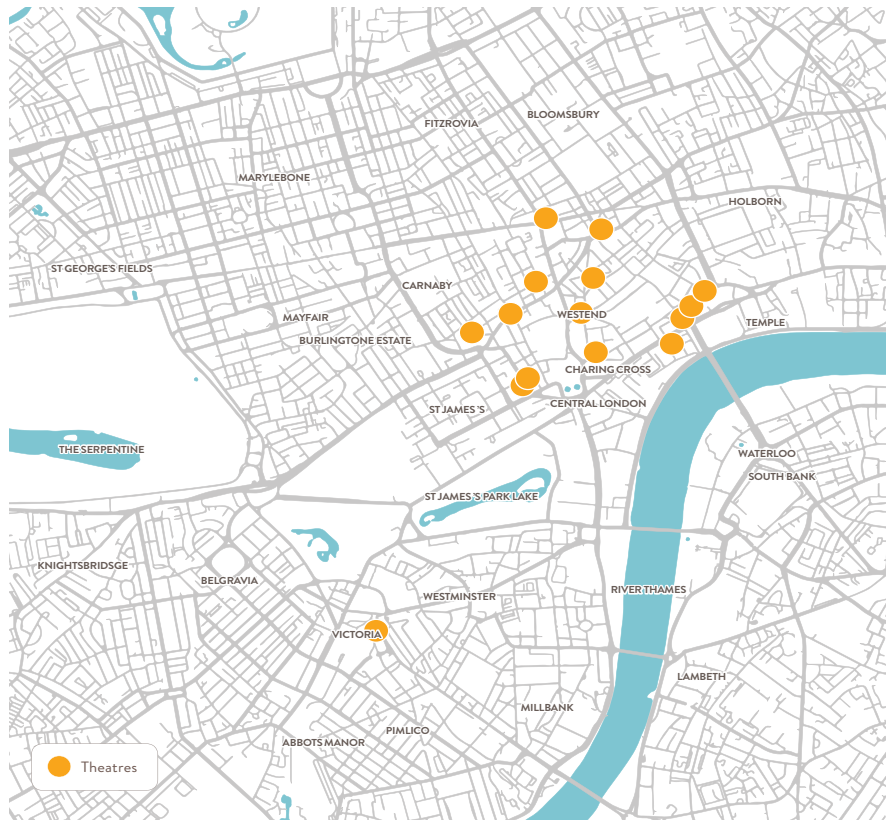 BLOOMSBURY
FITZROVIA
MARYLEBONE
HOLBORN
ST GEORGE'S FIELDS
CARNABY
MAYFAIR
WESTEND
TEMPLE
BURLINGTONE ESTATE
CHARING CROSS
ST JAMES'S
CENTRAL LONDON
THE SERPENTINE
WATERLOO
SOUTH BANK
ST JAMES'S PARK LAKE
KNIGHTSBRIDSGE
BELGRAVIA
RIVER THAMES
WESTMINSTER
VICTORIA
LAMBETH
MILLBANK
PIMLICO
ABBOTS MANOR
Theatres